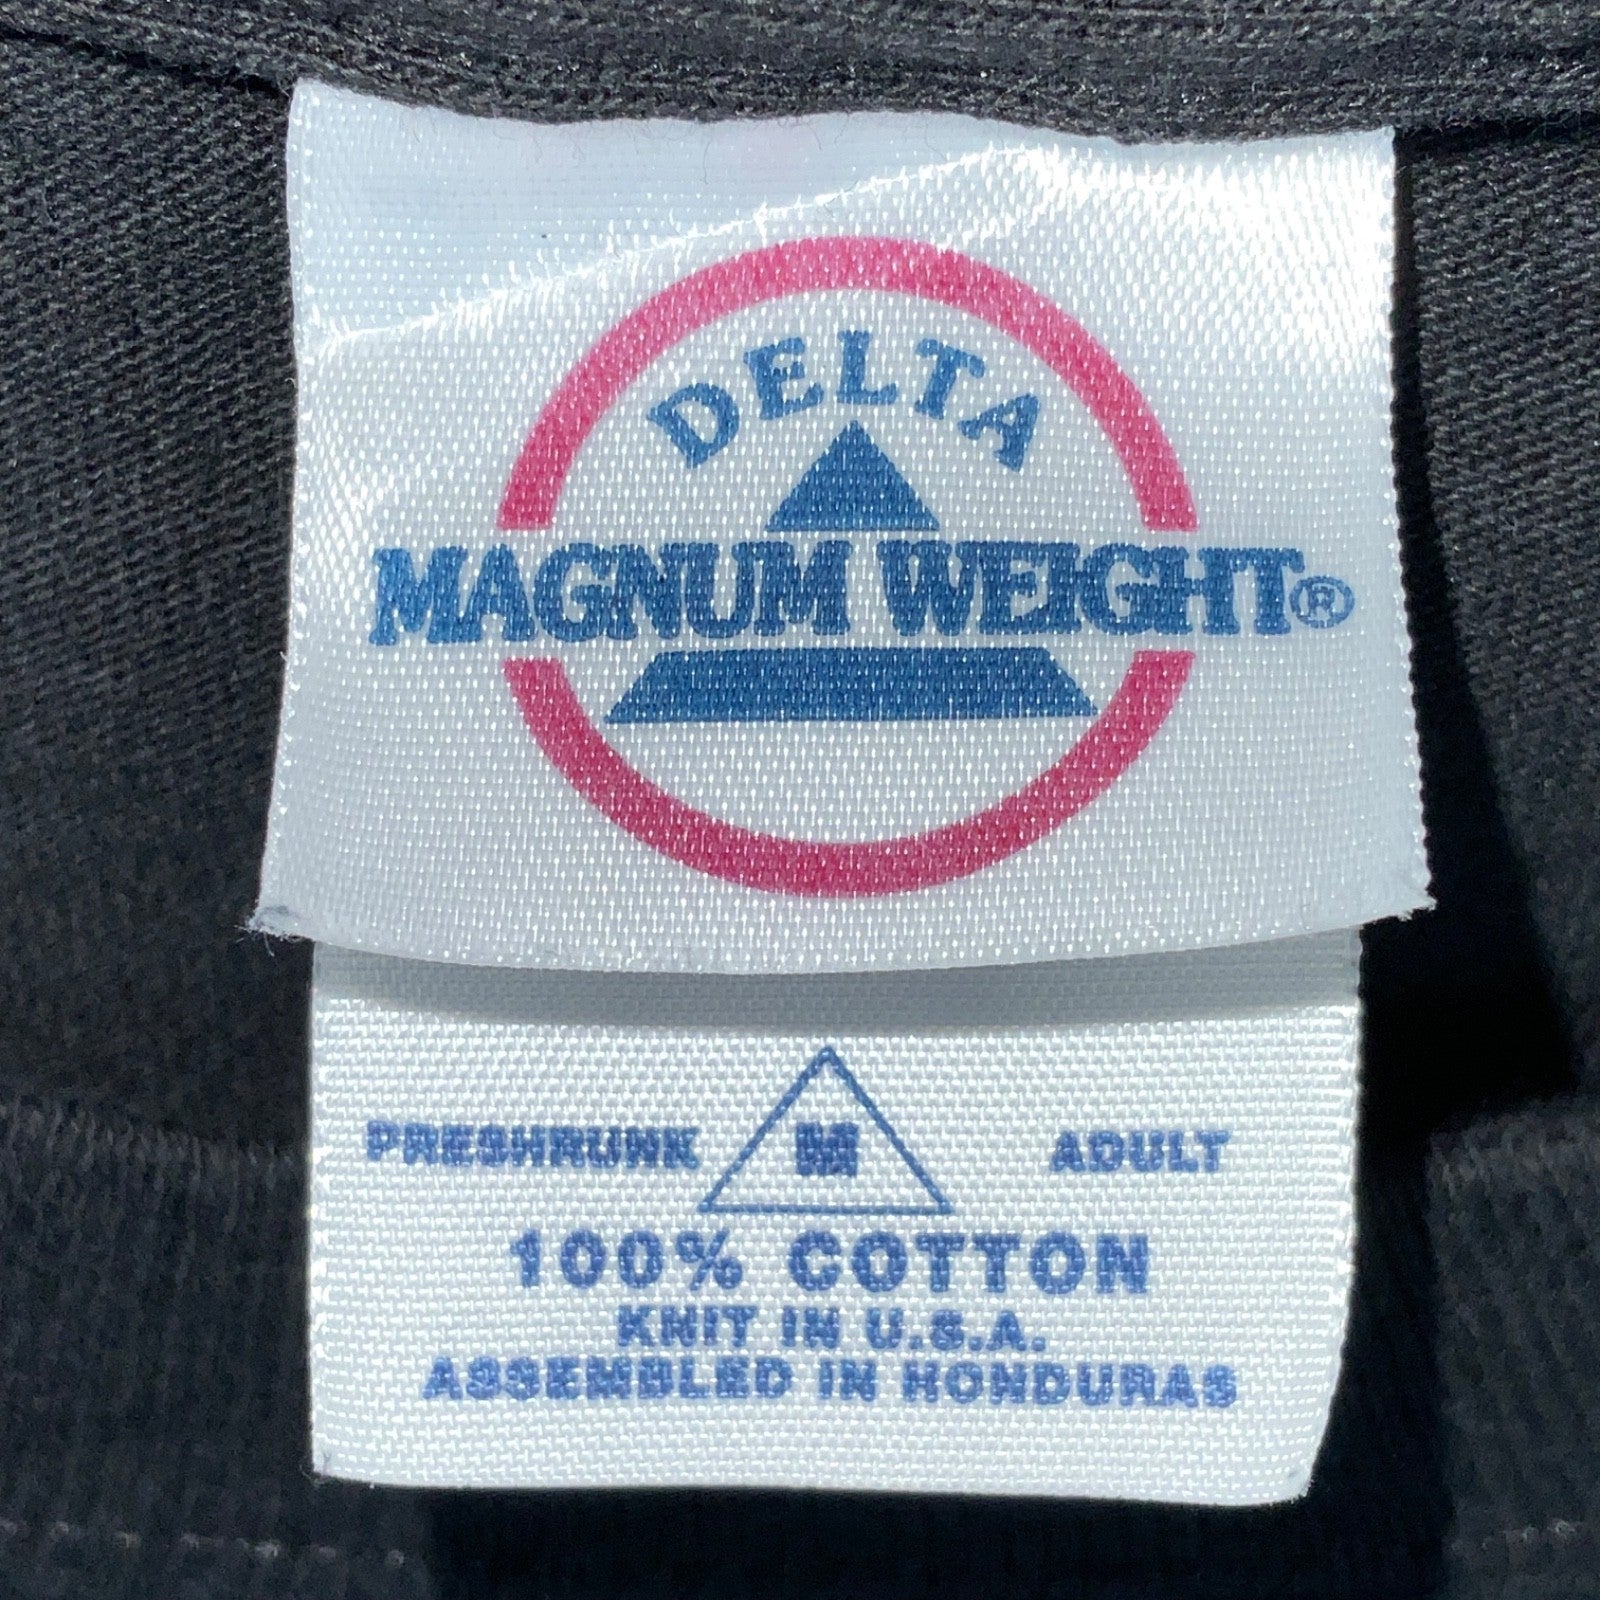 DELTA
MAGNUM WEIGHT®
PRESHRUNK M ADULT
100% COTTON
KNIT IN U.S.A.
ASSEMBLED IN HONDURAS